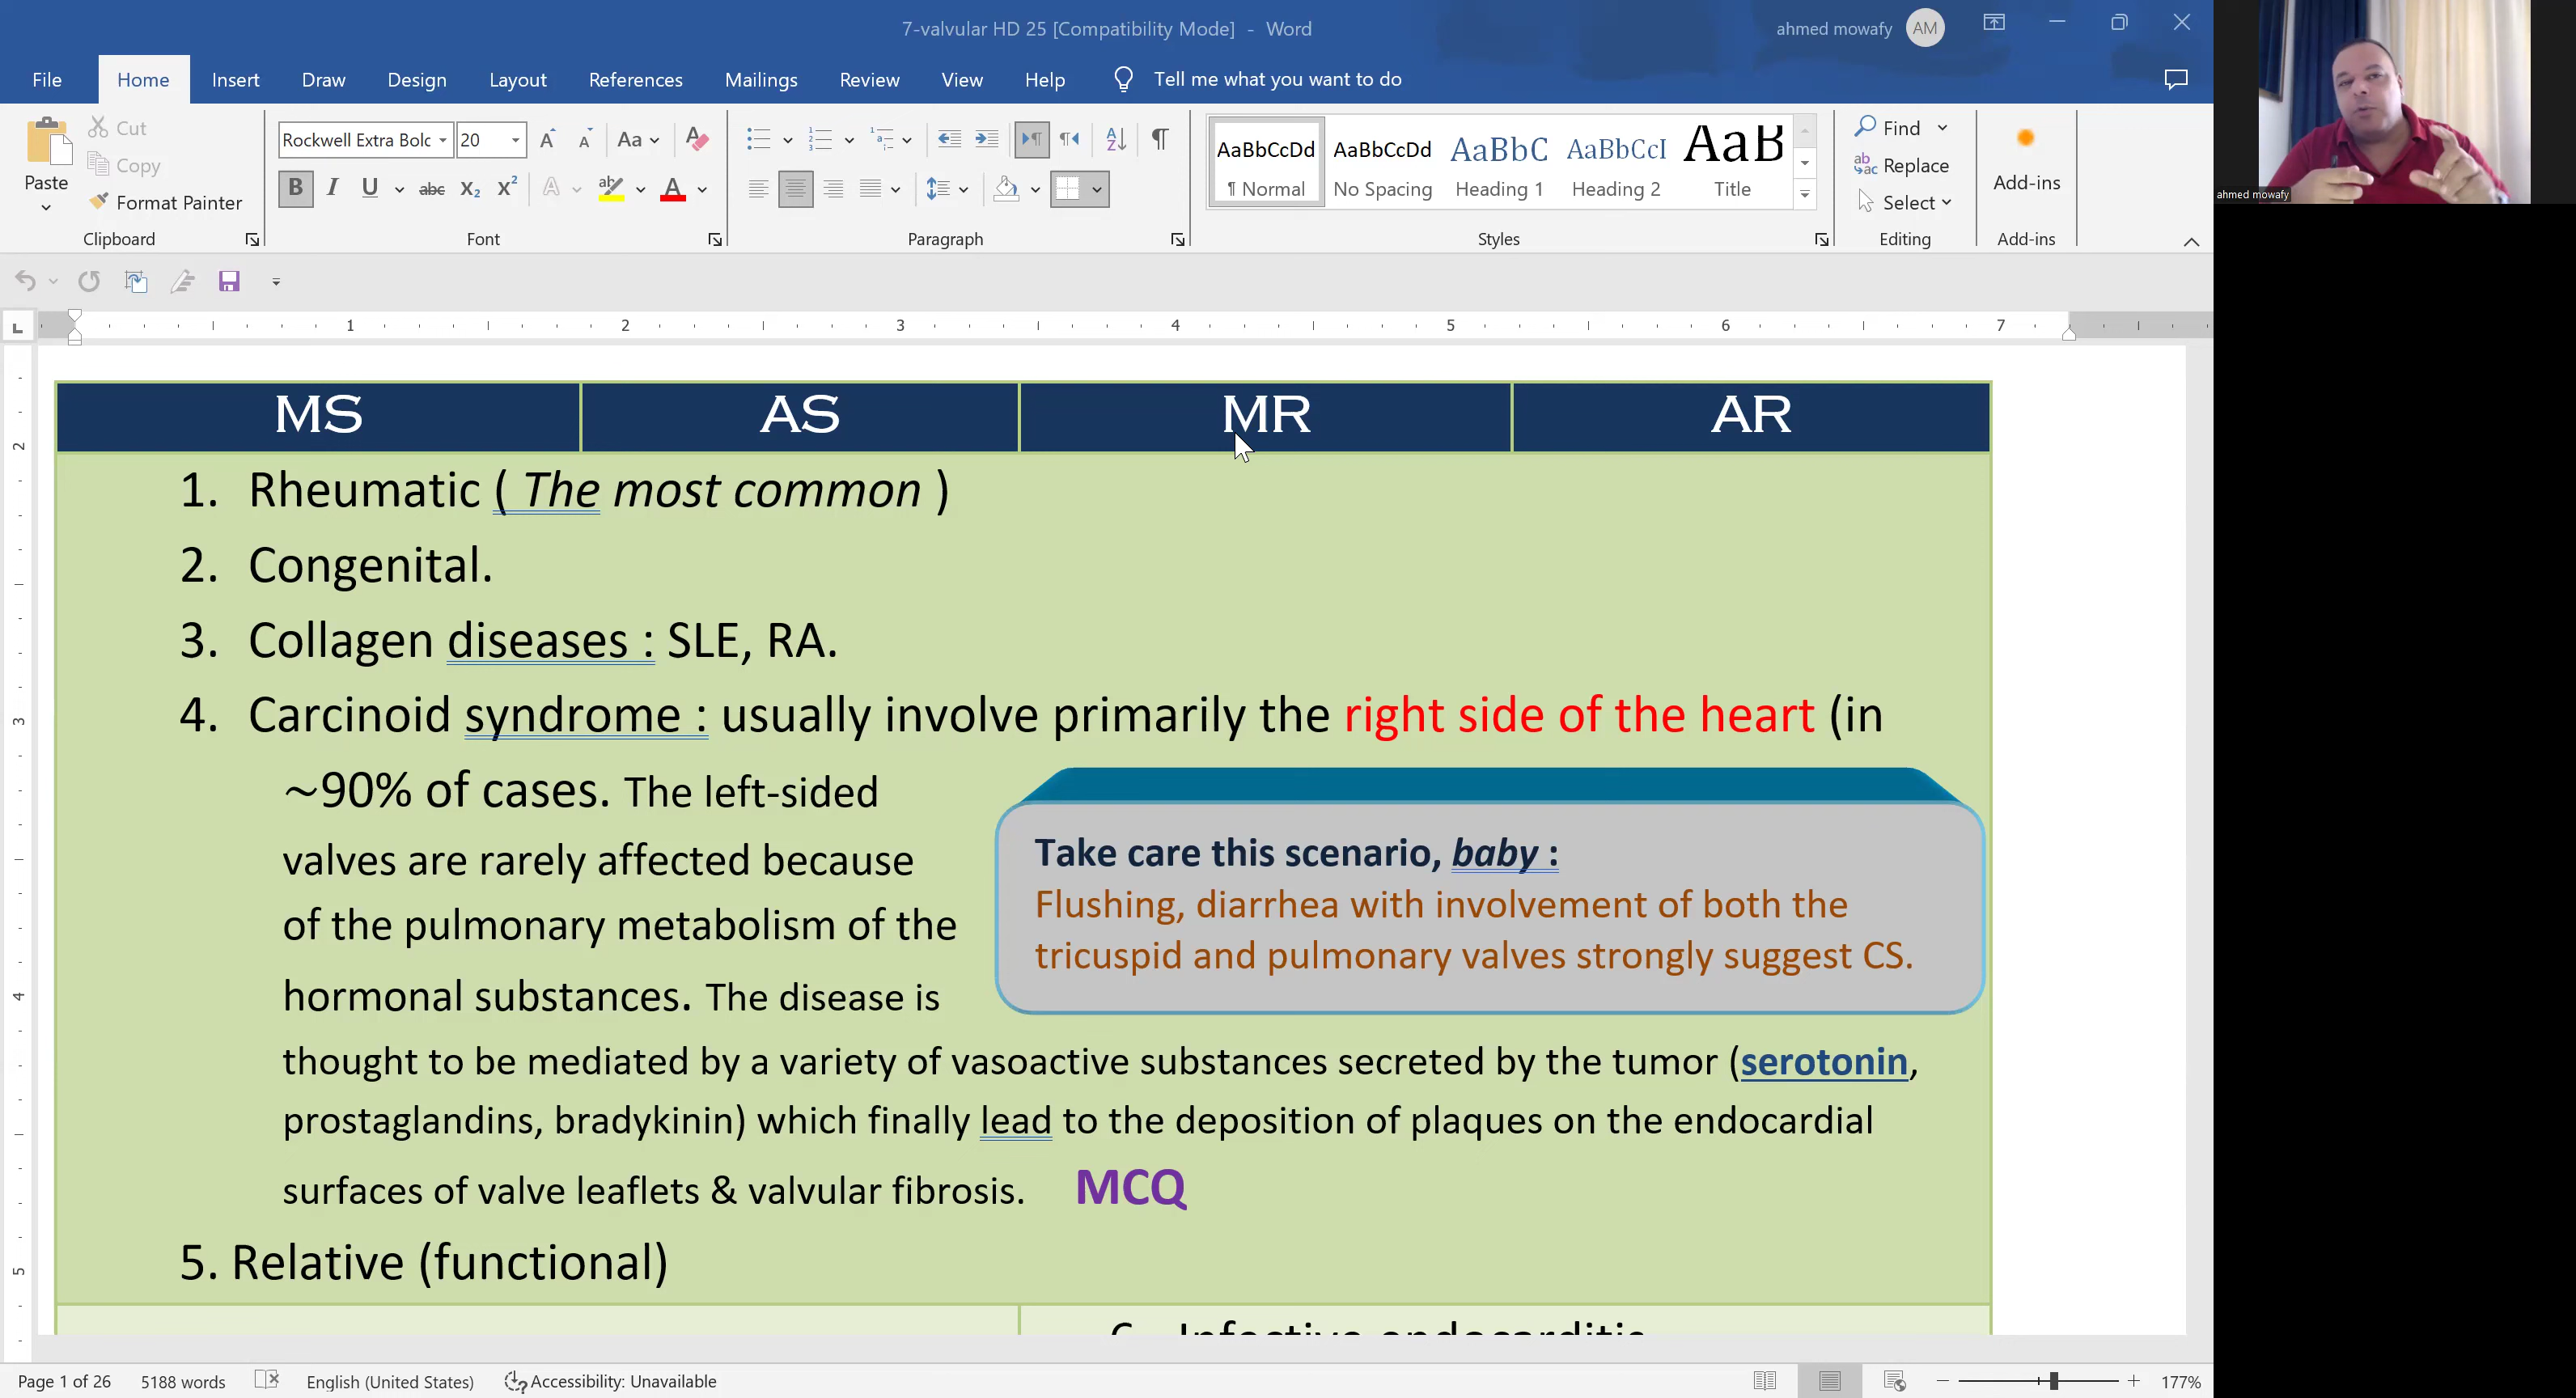 7-valvular HD 25 [Compatibility Mode] - Word
ahmed mowafy AM
File Home Insert Draw Design Layout References Mailings Review View Help Tell me what you want to do
Paste
Cut
Copy
Format Painter
Clipboard
Rockwell Extra Bolc 20
Font
Paragraph
AaBbCcDd AaBbCcDd AaBbC AaBbCcI AaB
¶ Normal No Spacing Heading 1 Heading 2 Title
Styles
Find
Replace
Select
Editing
Add-ins
Add-ins
ahmed mowafy
1 2 3 4 5 6 7
MS AS MR AR
1. Rheumatic ( The most common )
2. Congenital.
3. Collagen diseases : SLE, RA.
4. Carcinoid syndrome : usually involve primarily the right side of the heart (in
~90% of cases. The left-sided
valves are rarely affected because
of the pulmonary metabolism of the
hormonal substances. The disease is
Take care this scenario, baby :
Flushing, diarrhea with involvement of both the
tricuspid and pulmonary valves strongly suggest CS.
thought to be mediated by a variety of vasoactive substances secreted by the tumor (serotonin,
prostaglandins, bradykinin) which finally lead to the deposition of plaques on the endocardial
surfaces of valve leaflets & valvular fibrosis. MCQ
5. Relative (functional)
Infective endocarditis
Page 1 of 26 5188 words English (United States) Accessibility: Unavailable 177%